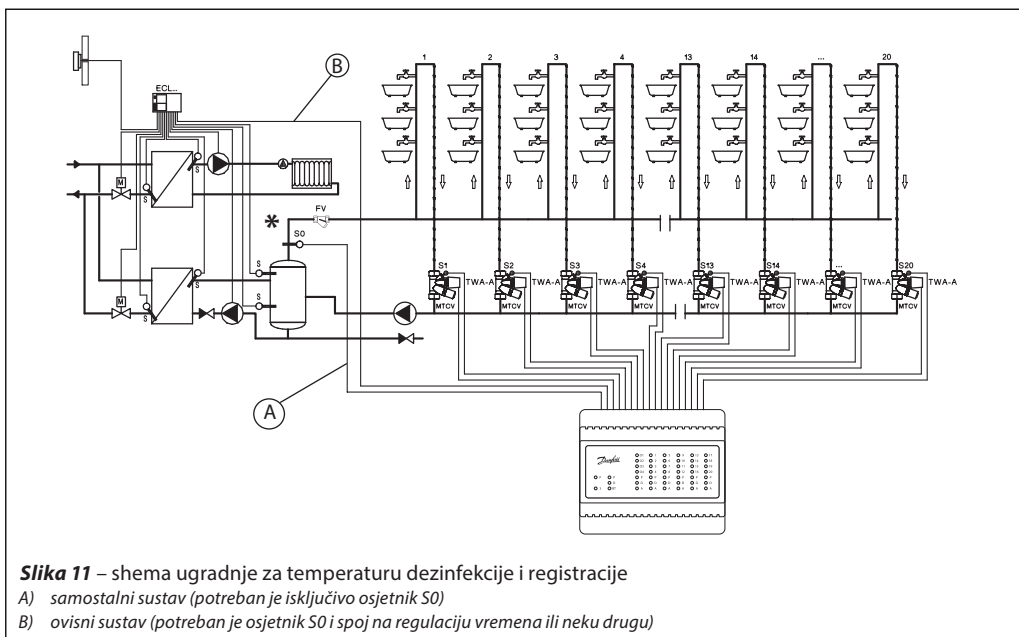 1 2 3 4 13 14 ... 20
B
ECL...
M
S
S
FV
*
S0
S
S
M
S
S
S1 S2 S3 S4 S13 S14 ... S20
TWA-A TWA-A TWA-A TWA-A TWA-A
MTCV MTCV MTCV MTCV MTCV MTCV MTCV MTCV
A
Danfoss
Slika 11 – shema ugradnje za temperaturu dezinfekcije i registracije
A) samostalni sustav (potreban je isključivo osjetnik S0)
B) ovisni sustav (potreban je osjetnik S0 i spoj na regulaciju vremena ili neku drugu)